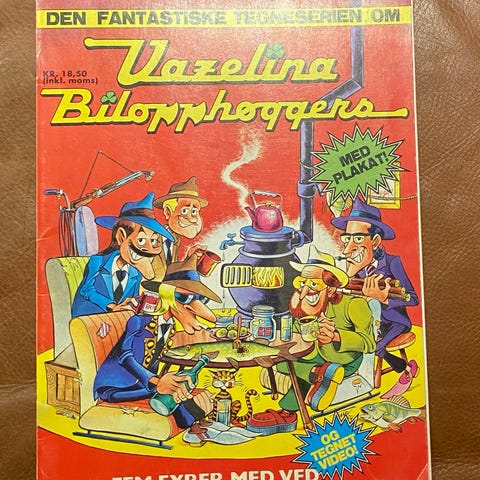 DEN FANTASTISKE TEGNESERIEN OM
Vazelina
Bilopphøggers
KR. 18,50
(inkl. moms)
MED
PLAKAT!
OG
TEGNET
VIDEO!
FEM FYRER MED VED